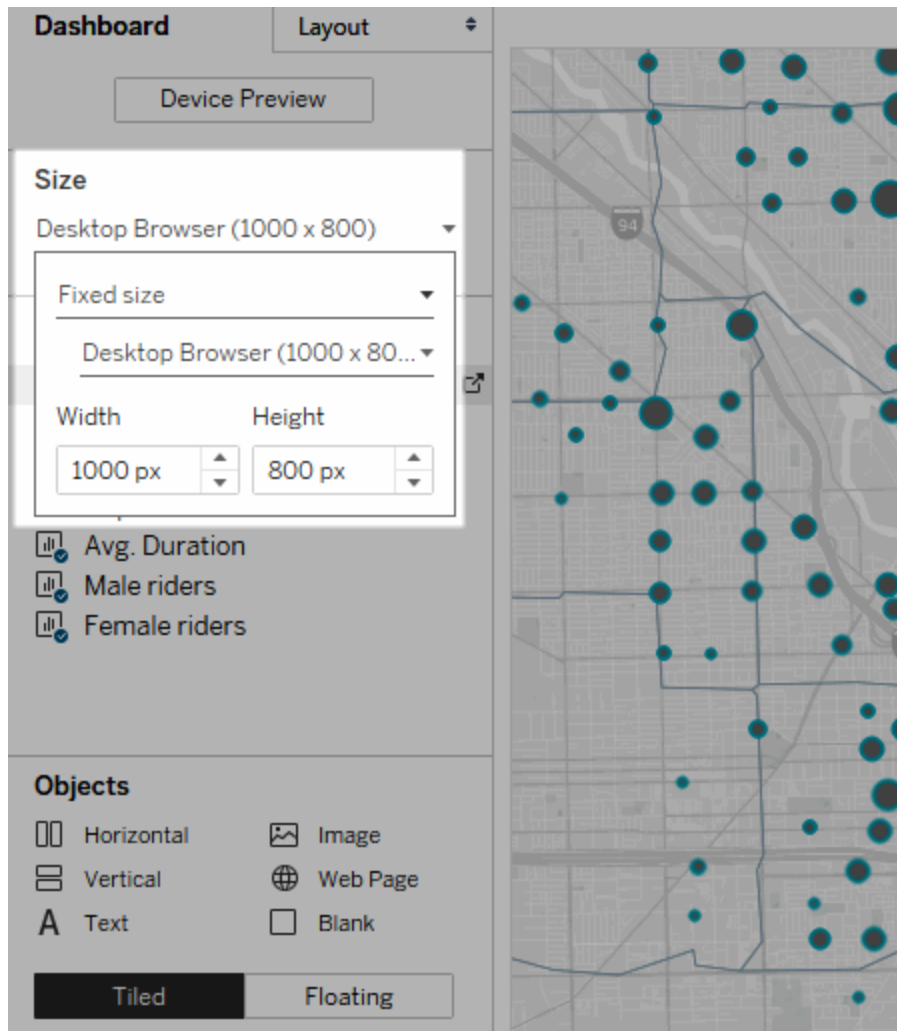 Dashboard
Layout
Device Preview
Size
Desktop Browser (1000 x 800)
Fixed size
Desktop Browser (1000 x 80...
Width
Height
1000 px
800 px
Avg. Duration
Male riders
Female riders
94
Objects
Horizontal
Image
Vertical
Web Page
A Text
Blank
Tiled
Floating